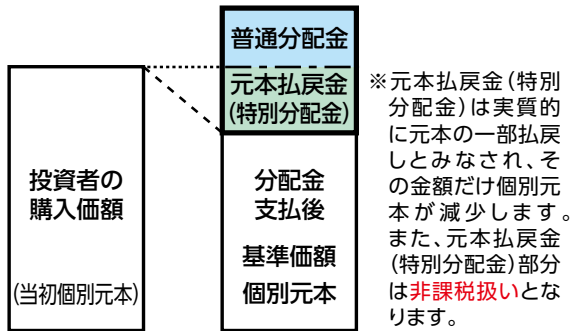 投資者の
購入価額
(当初個別元本)
普通分配金
元本払戻金
(特別分配金)
分配金
支払後
基準価額
個別元本
※元本払戻金(特別
分配金)は実質的
に元本の一部払戻
しとみなされ、そ
の金額だけ個別元
本が減少します。
また、元本払戻金
(特別分配金)部分
は非課税扱いとな
ります。